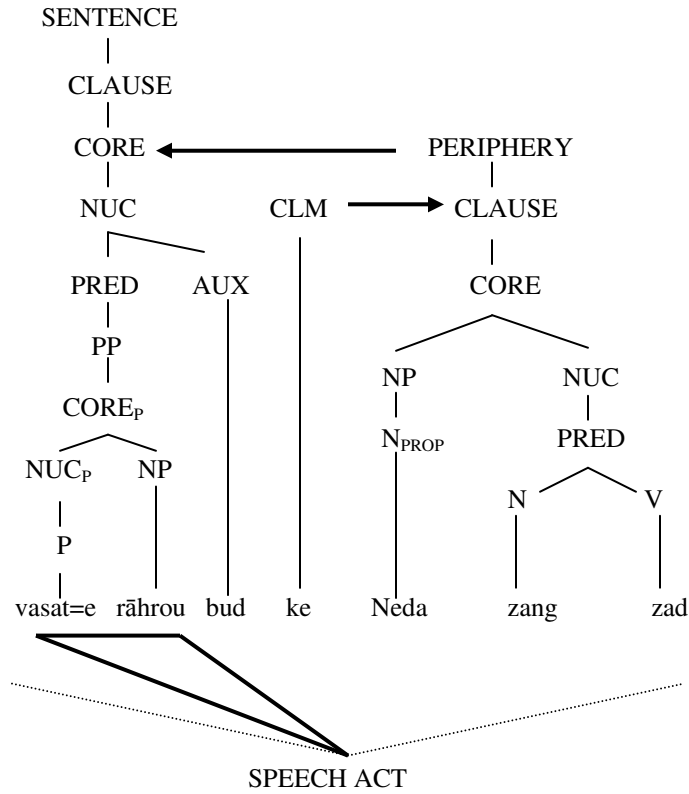 SENTENCE
CLAUSE
CORE PERIPHERY
NUC CLM CLAUSE
PRED AUX CORE
PP
NP NUC
COREP
NPROP PRED
NUCP NP
N V
P
vasat=e rāhrou bud ke Neda zang zad
SPEECH ACT